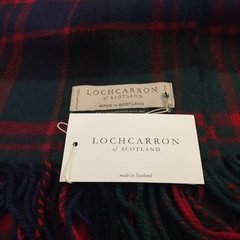 LOCHCARRON
of SCOTLAND
MADE IN SCOTLAND
LOCHCARRON
of SCOTLAND
made in Scotland